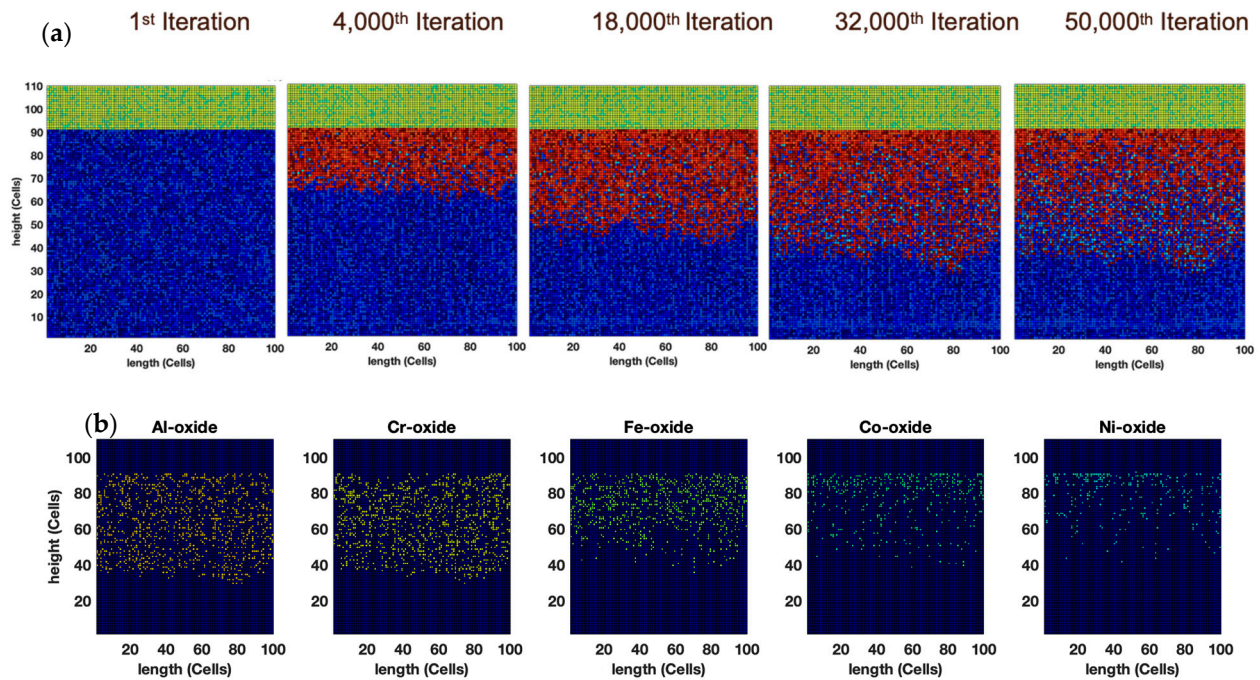 1st Iteration 4,000th Iteration 18,000th Iteration 32,000th Iteration 50,000th Iteration
(a)
110
100
90
80
70
60
50
40
30
20
10
height (Cells)
20 40 60 80 100 20 40 60 80 100 20 40 60 80 100 20 40 60 80 100 20 40 60 80 100
length (Cells) length (Cells) length (Cells) length (Cells) length (Cells)
(b)
Al-oxide Cr-oxide Fe-oxide Co-oxide Ni-oxide
100 100 100 100 100
80 80 80 80 80
60 60 60 60 60
40 40 40 40 40
20 20 20 20 20
height (Cells)
20 40 60 80 100 20 40 60 80 100 20 40 60 80 100 20 40 60 80 100 20 40 60 80 100
length (Cells) length (Cells) length (Cells) length (Cells) length (Cells)